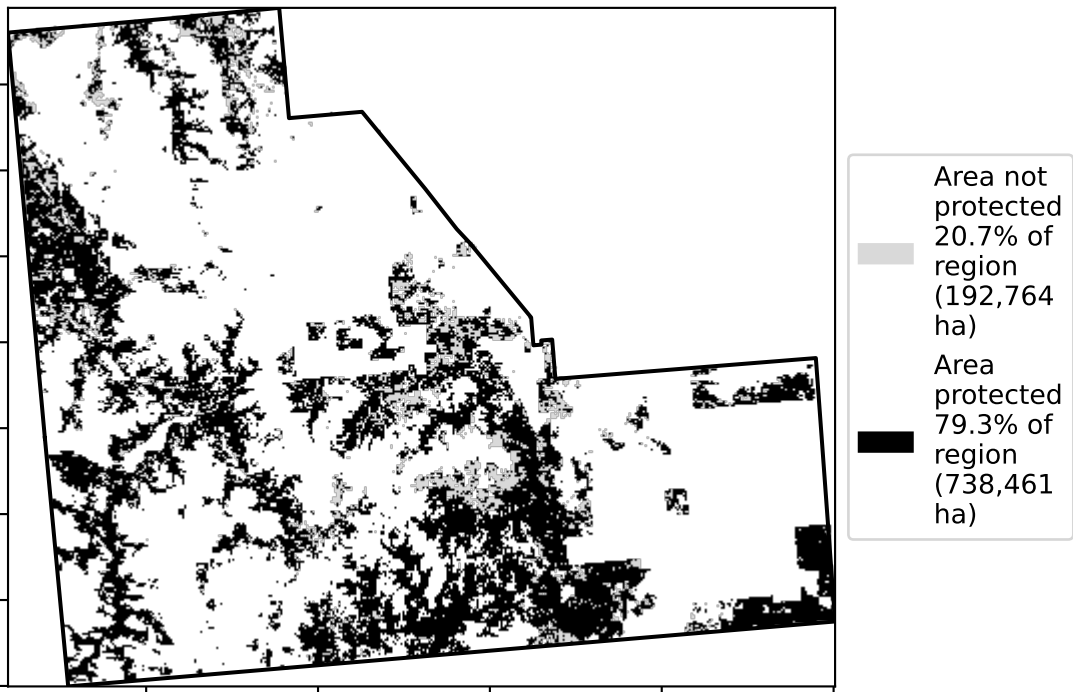 Area not
protected
20.7% of
region
(192,764
ha)
Area
protected
79.3% of
region
(738,461
ha)